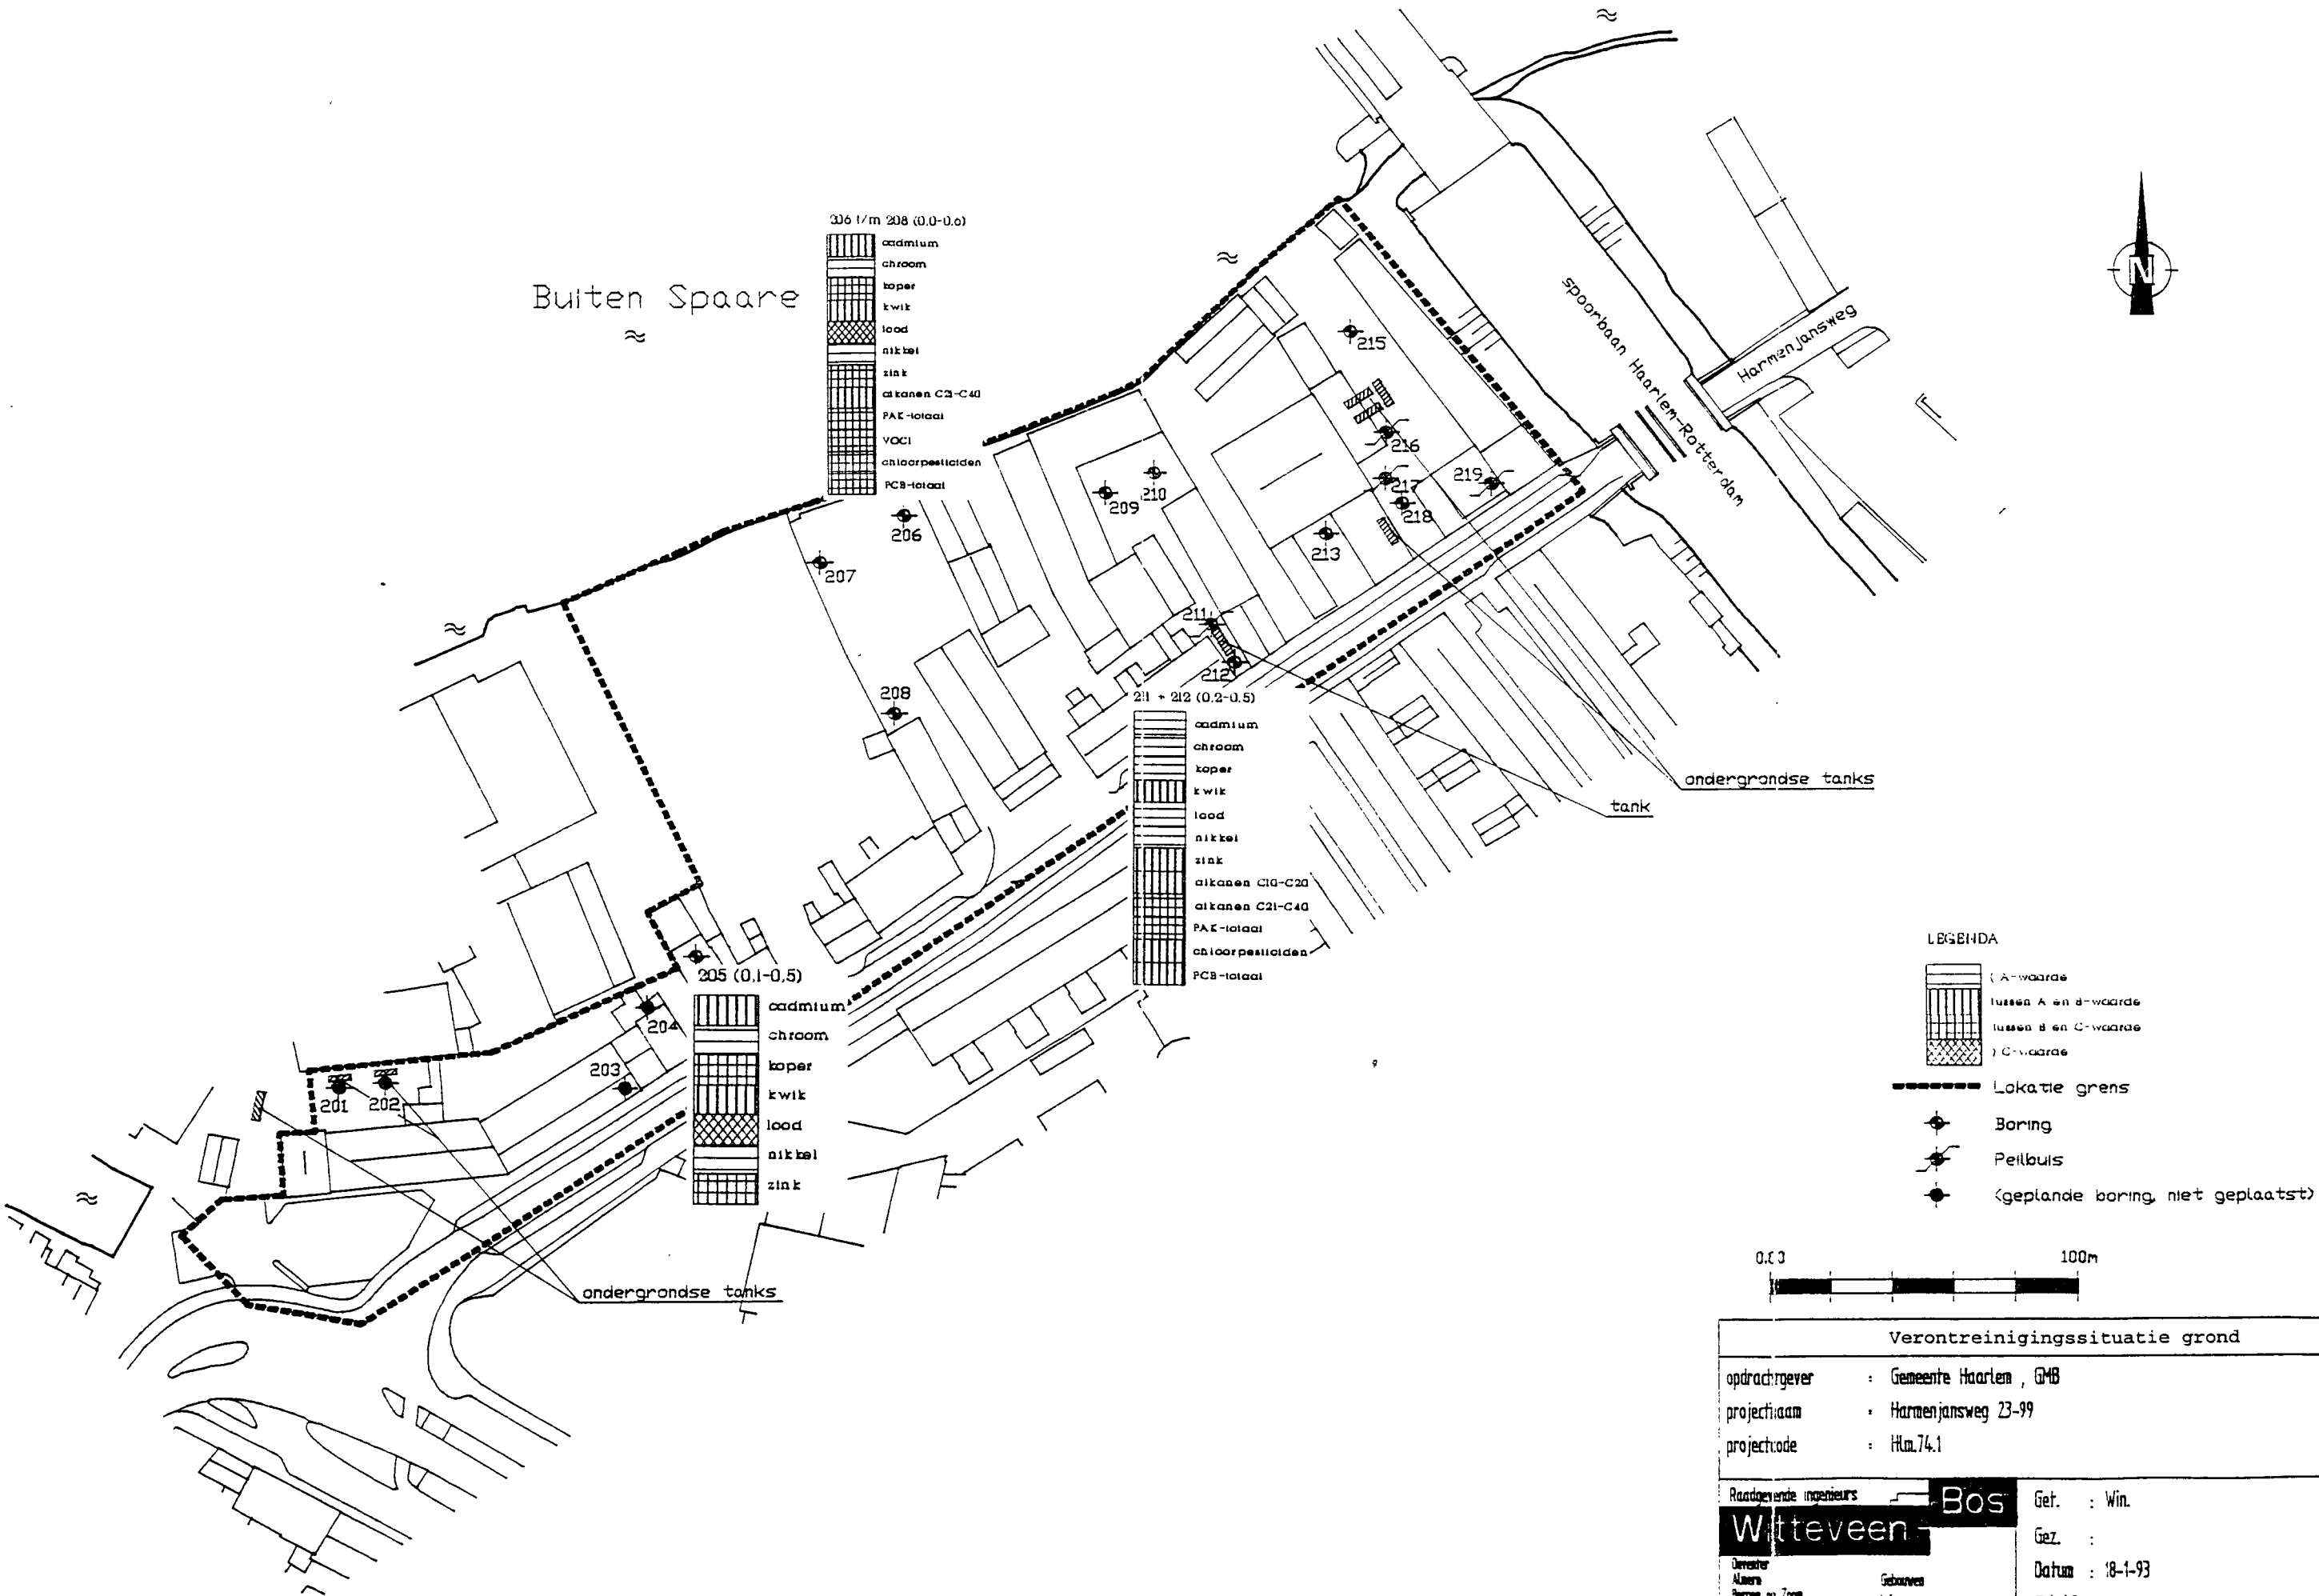 Buiten Spaare
206 t/m 208 (0.0-0.6)
cadmium
chroom
koper
kwik
lood
nikkel
zink
alkanen C21-C40
PAK-totaal
VOCl
chloorpesticiden
PCB-totaal
N
spoorbaan Haarlem-Rotterdam
Harmenjansweg
215
216
217
218
219
213
209
210
206
207
208
211
212
211 + 212 (0.2-0.5)
cadmium
chroom
koper
kwik
lood
nikkel
zink
alkanen C10-C20
alkanen C21-C40
PAK-totaal
chloorpesticiden
PCB-totaal
ondergrondse tanks
tank
205 (0,1-0,5)
cadmium
chroom
koper
kwik
lood
nikkel
zink
204
203
201
202
ondergrondse tanks
LEGENDA
A-waarde
tussen A en B-waarde
tussen B en C-waarde
C-waarde
Lokatie grens
Boring
Peilbuis
(geplande boring, niet geplaatst)
100m
Verontreinigingssituatie grond
opdrachtgever : Gemeente Haarlem , GMB
projectnaam : Harmenjansweg 23-99
projectcode : Hlm.74.1
Raadgevende ingenieurs
Witteveen Bos
Deventer
Almere
Get. : Win.
Gez. :
Datum : 18-1-93